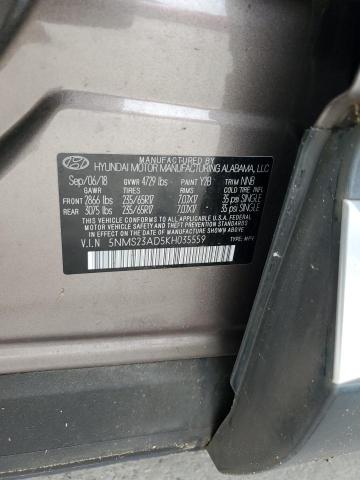 MANUFACTURED BY
HYUNDAI MOTOR MANUFACTURING ALABAMA, LLC
Sep/06/18 GVWR 4729 lbs PAINT Y2B TRIM NNB
GAWR TIRE RIM COLD TIRE INFL
FRONT 2866 lbs 235/65R17 7.0JX17 35 psi SINGLE
REAR 3075 lbs 235/65R17 7.0JX17 35 psi SINGLE
THIS VEHICLE CONFORMS TO ALL APPLICABLE U.S. FEDERAL MOTOR
VEHICLE SAFETY AND THEFT PREVENTION STANDARDS IN EFFECT ON
THE DATE OF MANUFACTURE SHOWN ABOVE.
V.I.N 5NMS23AD5KH035559 TYPE: MPV